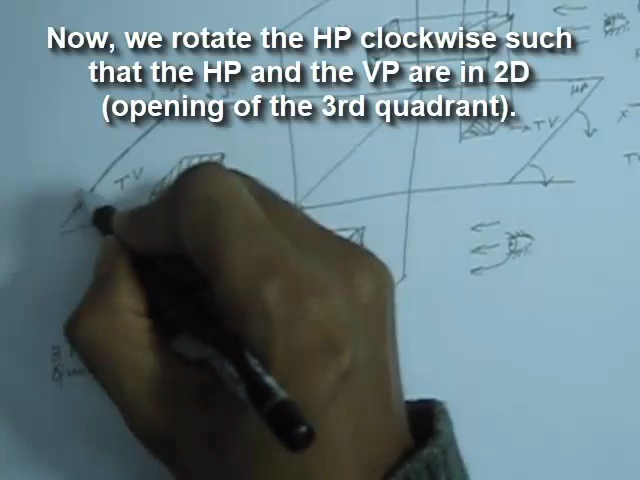 Now, we rotate the HP clockwise such
that the HP and the VP are in 2D
(opening of the 3rd quadrant).
HP
T.V
T.V